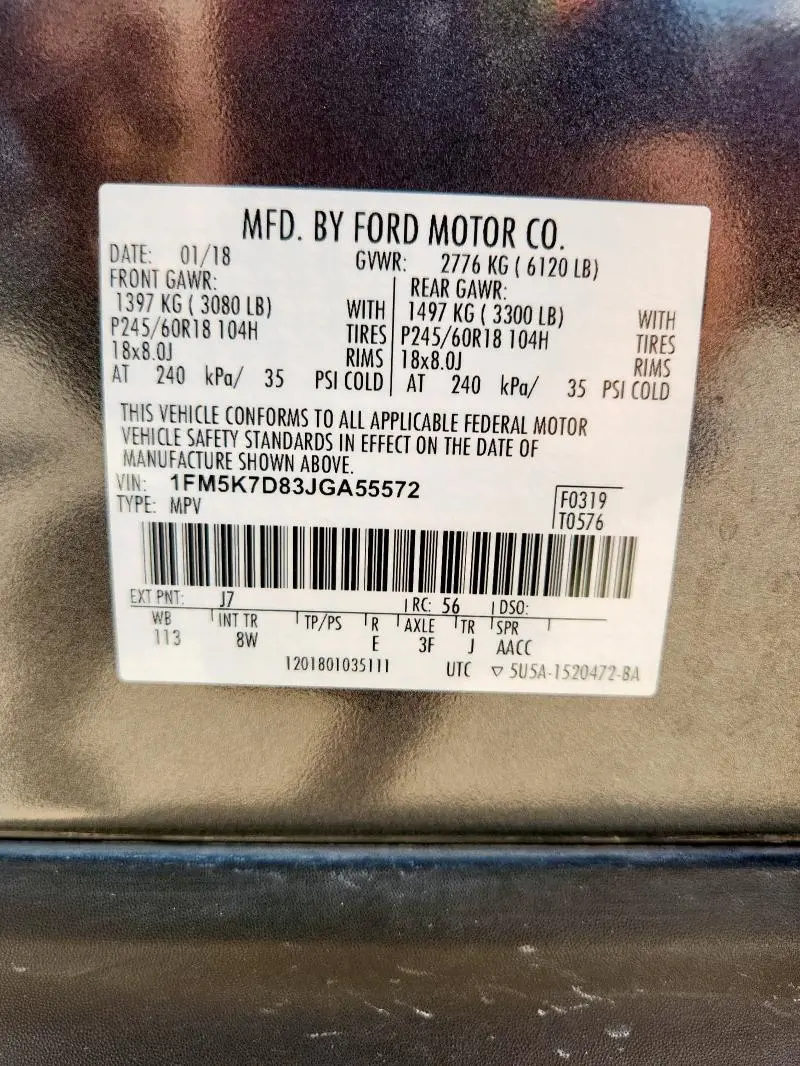 MFD. BY FORD MOTOR CO.
DATE: 01/18 GVWR: 2776 KG ( 6120 LB)
FRONT GAWR: REAR GAWR:
1397 KG ( 3080 LB) WITH 1497 KG ( 3300 LB) WITH
P245/60R18 104H TIRES P245/60R18 104H TIRES
18x8.0J RIMS 18x8.0J RIMS
AT 240 kPa/ 35 PSI COLD AT 240 kPa/ 35 PSI COLD
THIS VEHICLE CONFORMS TO ALL APPLICABLE FEDERAL MOTOR
VEHICLE SAFETY STANDARDS IN EFFECT ON THE DATE OF
MANUFACTURE SHOWN ABOVE.
VIN: 1FM5K7D83JGA55572 F0319
TYPE: MPV T0576
EXT PNT: J7 RC: 56 DSO:
WB INT TR TP/PS R AXLE TR SPR
113 8W E 3F J AACC
1201801035111 UTC ▽ 5U5A-1520472-BA